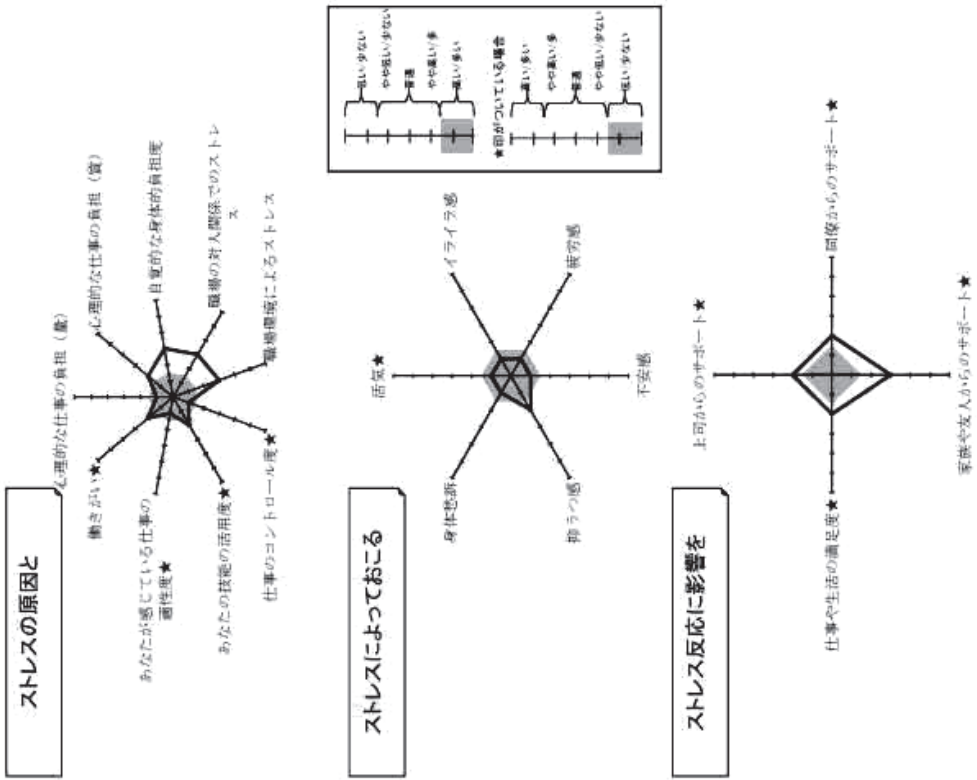 ストレスの原因と
心理的な仕事の負担（量）
心理的な仕事の負担（質）
自覚的な身体的負担度
職場の対人関係でのストレ
ス
職場環境によるストレス
仕事のコントロール度★
あなたの技能の活用度★
あなたが感じている仕事の
適性度★
働きがい★
ストレスによっておこる
活気★
イライラ感
疲労感
不安感
抑うつ感
身体愁訴
低い/少ない
やや低い/少ない
普通
やや高い/多
高い/多い
★印がついている場合
高い/多い
やや高い/多
普通
やや低い/少ない
低い/少ない
ストレス反応に影響を
上司からのサポート★
同僚からのサポート★
家族や友人からのサポート★
仕事や生活の満足度★